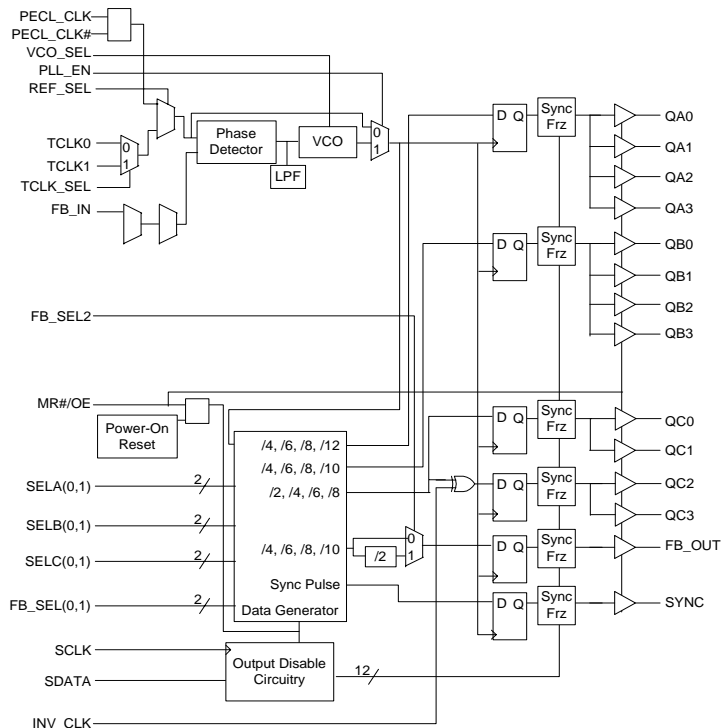 PECL_CLK
PECL_CLK#
VCO_SEL
PLL_EN
REF_SEL
TCLK0
TCLK1
TCLK_SEL
FB_IN
0
1
Phase
Detector
LPF
VCO
0
1
D Q
Sync
Frz
QA0
QA1
QA2
QA3
D Q
Sync
Frz
QB0
QB1
QB2
QB3
FB_SEL2
MR#/OE
Power-On
Reset
SELA(0,1)
2
SELB(0,1)
2
SELC(0,1)
2
FB_SEL(0,1)
2
/4, /6, /8, /12
/4, /6, /8, /10
/2, /4, /6, /8
/4, /6, /8, /10
/2
0
1
Sync Pulse
Data Generator
D Q
Sync
Frz
QC0
QC1
D Q
Sync
Frz
QC2
QC3
D Q
Sync
Frz
FB_OUT
D Q
Sync
Frz
SYNC
SCLK
SDATA
Output Disable
Circuitry
12
INV_CLK